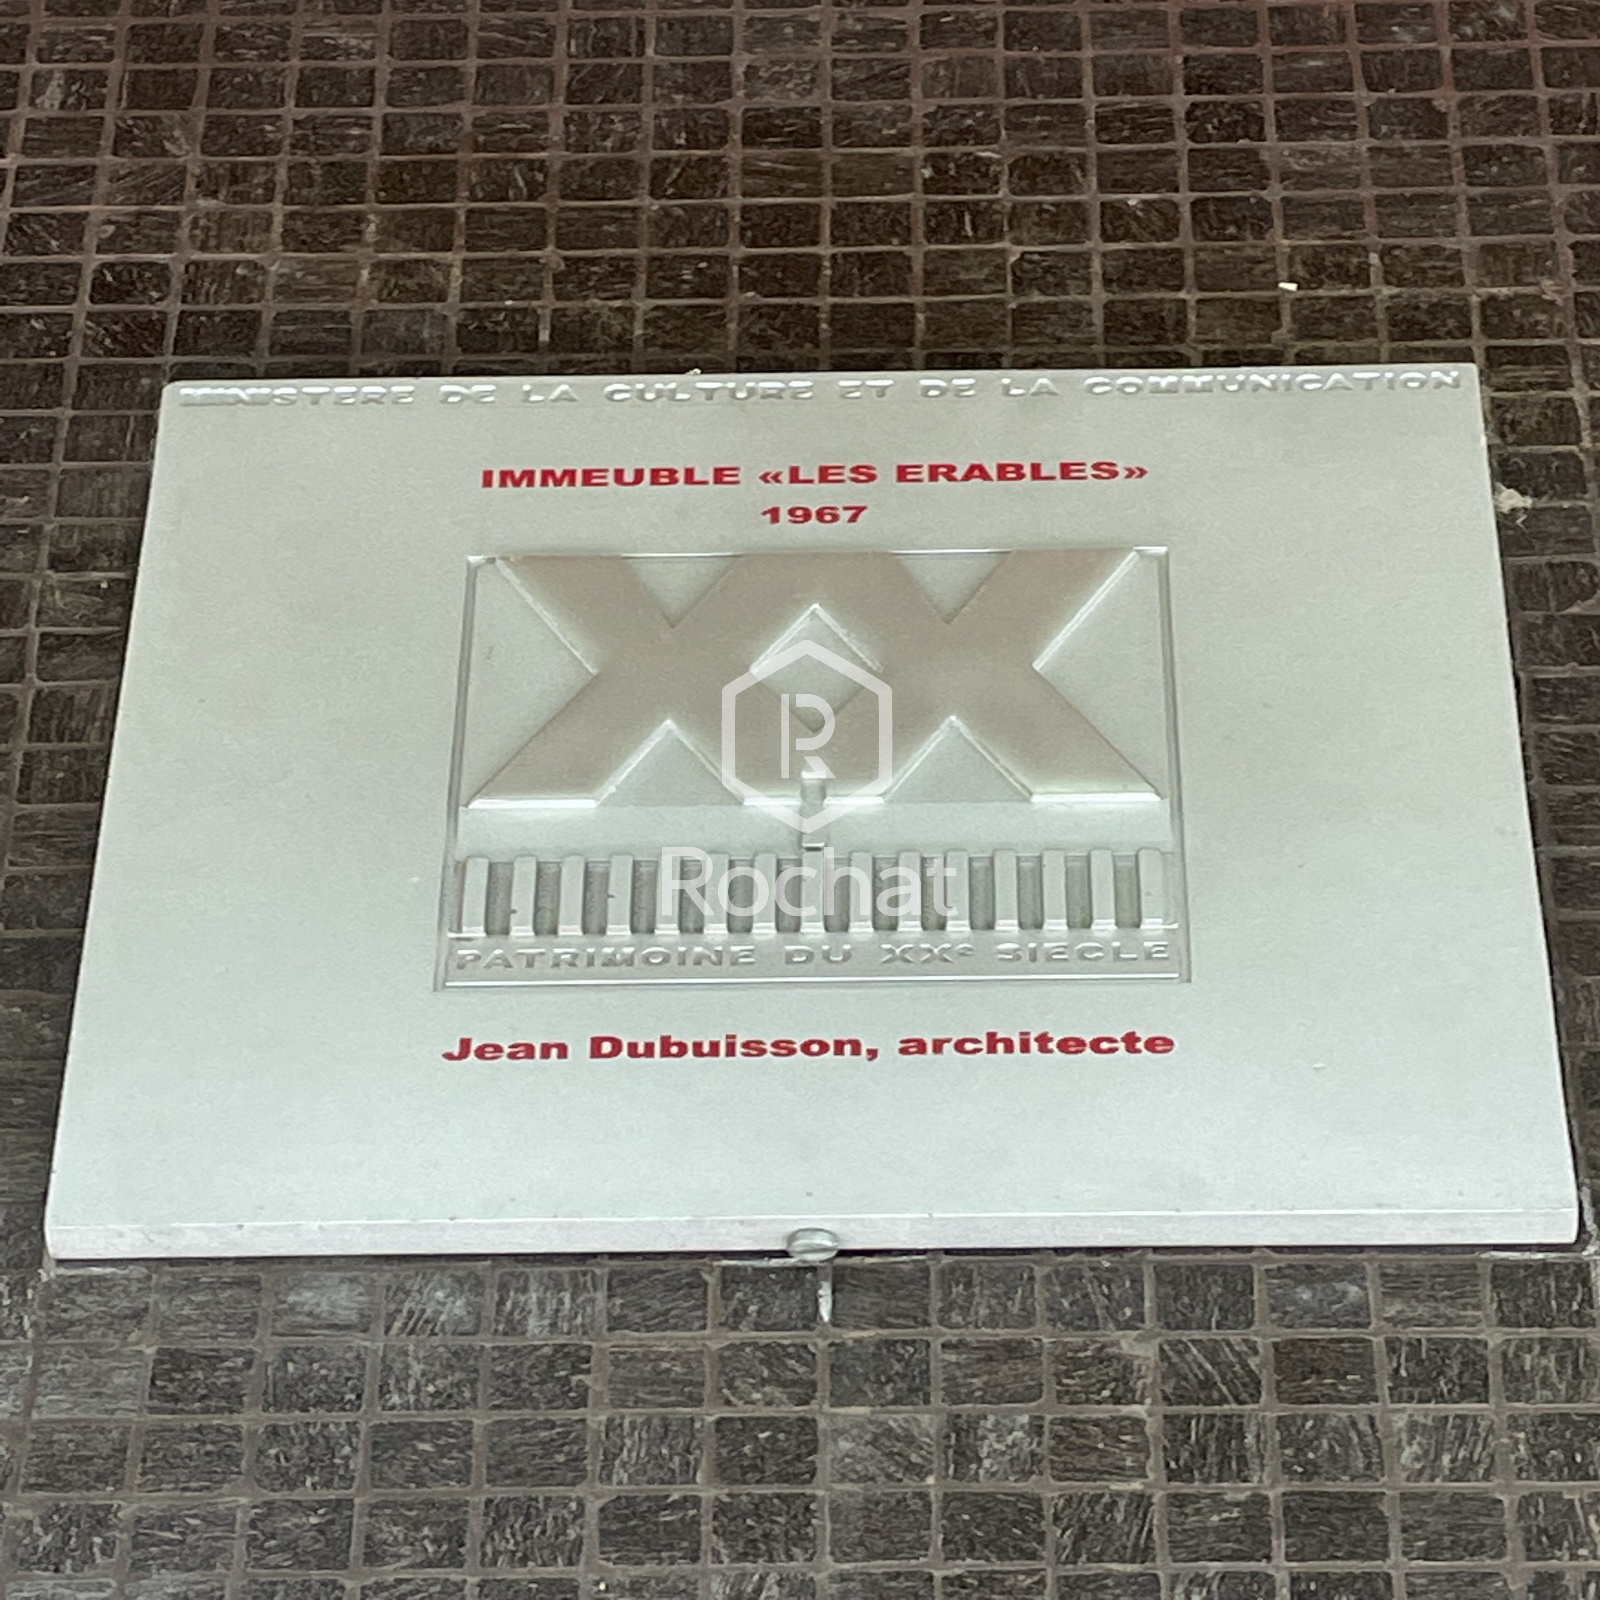 MINISTERE DE LA CULTURE ET DE LA COMMUNICATION
IMMEUBLE «LES ERABLES»
1967
XX
Rochat
PATRIMOINE DU XXe SIECLE
Jean Dubuisson, architecte